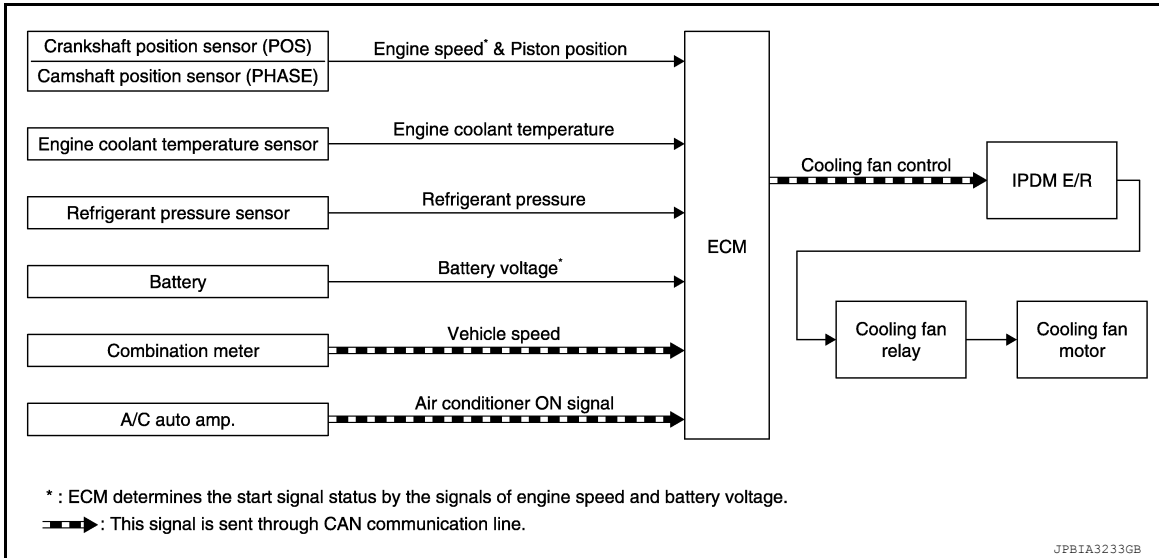 Crankshaft position sensor (POS)
Camshaft position sensor (PHASE)
Engine speed* & Piston position
Engine coolant temperature sensor
Engine coolant temperature
Refrigerant pressure sensor
Refrigerant pressure
Battery
Battery voltage*
Combination meter
Vehicle speed
A/C auto amp.
Air conditioner ON signal
ECM
Cooling fan control
IPDM E/R
Cooling fan
relay
Cooling fan
motor
* : ECM determines the start signal status by the signals of engine speed and battery voltage.
: This signal is sent through CAN communication line.
JPBIA3233GB